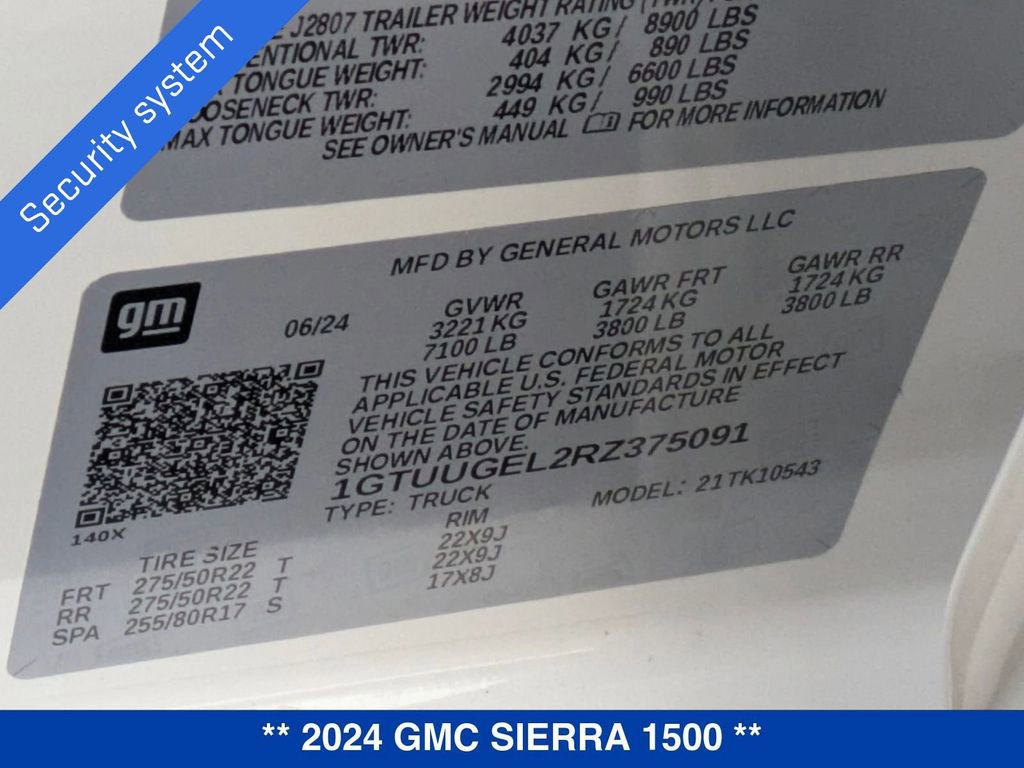 Security system
J2807 TRAILER WEIGHT RATING
TWR: 4037 KG/ 8900 LBS
TONGUE WEIGHT: 404 KG/ 890 LBS
TWR: 2994 KG/ 6600 LBS
MAX TONGUE WEIGHT: 449 KG/ 990 LBS
SEE OWNER'S MANUAL FOR MORE INFORMATION
MFD BY GENERAL MOTORS LLC
gm
06/24
GVWR GAWR FRT GAWR RR
3221 KG 1724 KG 1724 KG
7100 LB 3800 LB 3800 LB
THIS VEHICLE CONFORMS TO ALL
APPLICABLE U.S. FEDERAL MOTOR
VEHICLE SAFETY STANDARDS IN EFFECT
ON THE DATE OF MANUFACTURE
SHOWN ABOVE.
1GTUUGEL2RZ375091
TYPE: TRUCK MODEL: 21TK10543
140X
TIRE SIZE RIM
FRT 275/50R22 T 22X9J
RR 275/50R22 T 22X9J
SPA 255/80R17 S 17X8J
** 2024 GMC SIERRA 1500 **